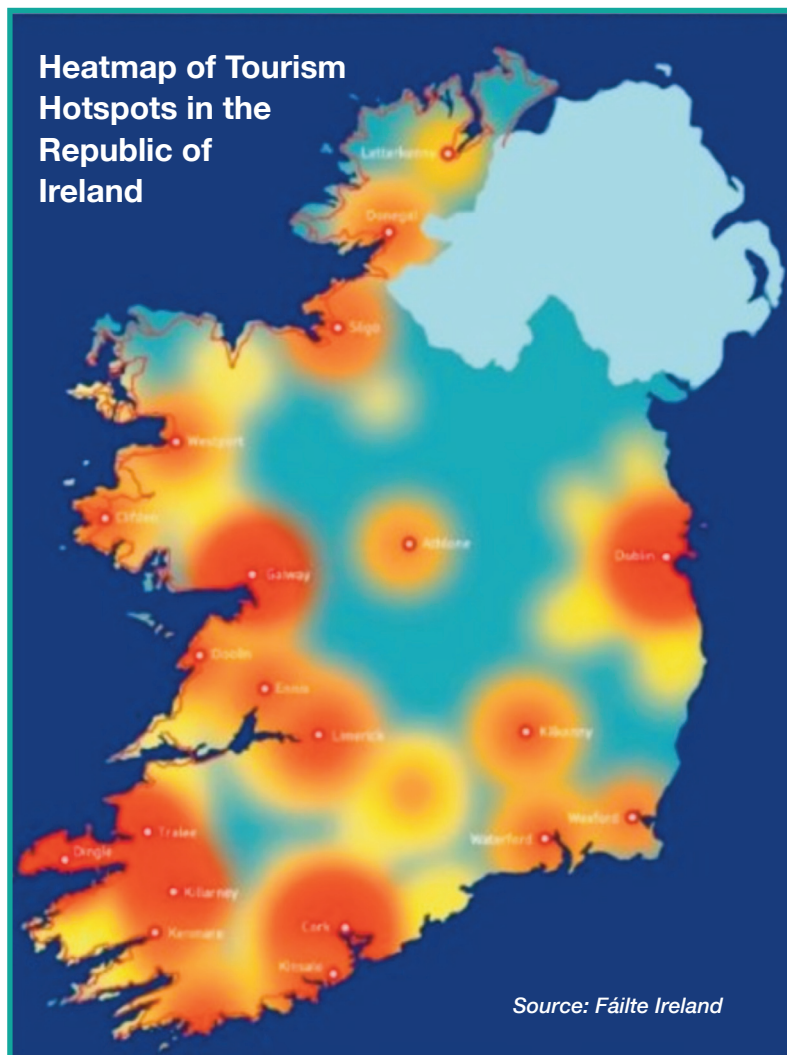 Heatmap of Tourism
Hotspots in the
Republic of
Ireland
Letterkenny
Donegal
Sligo
Westport
Clifden
Athlone
Dublin
Galway
Doolin
Ennis
Limerick
Kilkenny
Wexford
Waterford
Tralee
Dingle
Killarney
Kenmare
Cork
Kinsale
Source: Fáilte Ireland